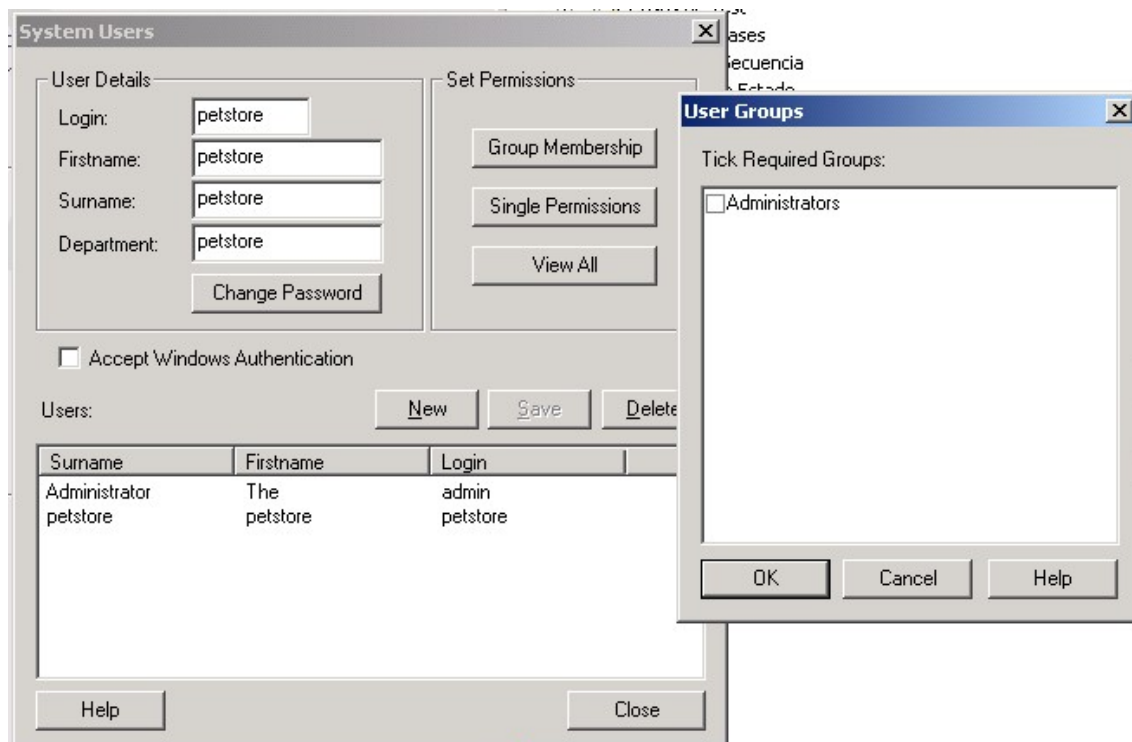 System Users
ases
Secuencia
Estado
User Details
Set Permissions
Login:
petstore
Firstname:
petstore
Surname:
petstore
Department:
petstore
Change Password
Group Membership
Single Permissions
View All
Accept Windows Authentication
Users:
New
Save
Delete
Surname Firstname Login
Administrator The admin
petstore petstore petstore
Help
Close
User Groups
Tick Required Groups:
Administrators
OK
Cancel
Help